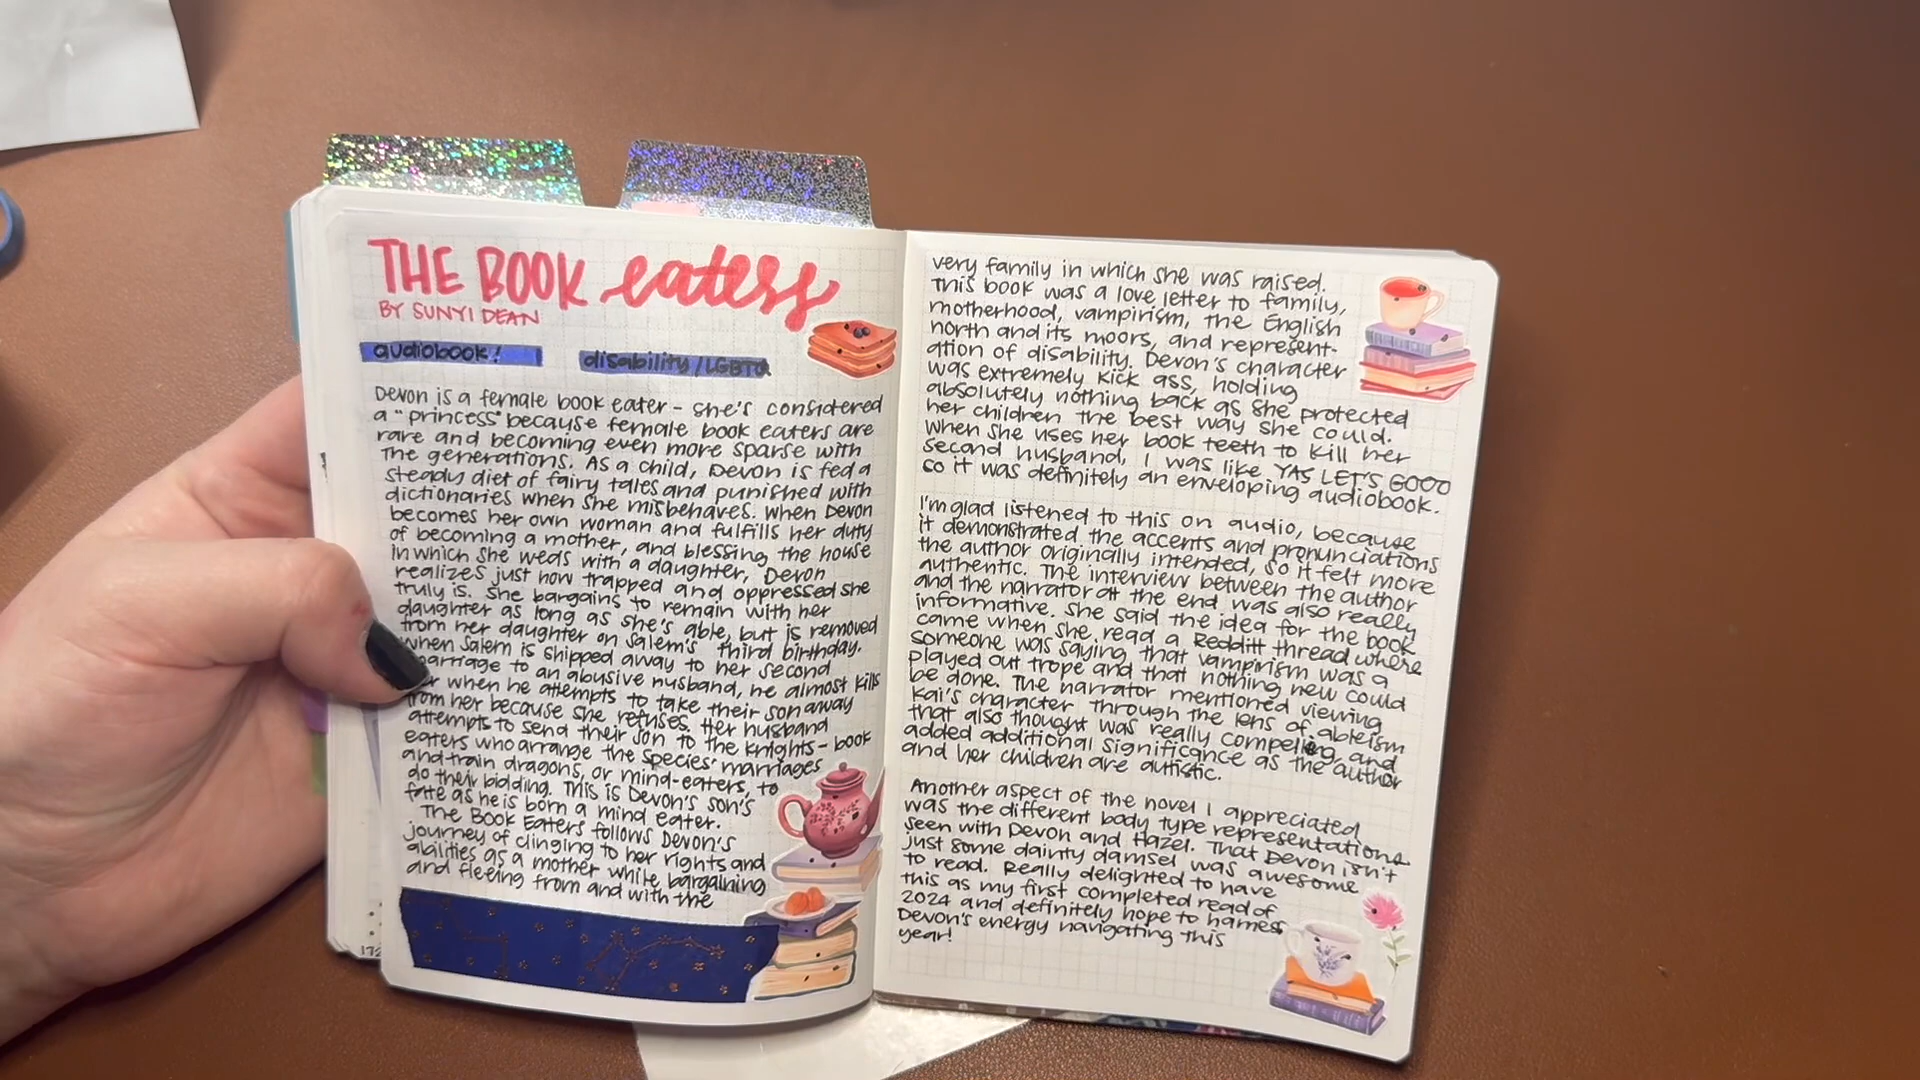 THE BOOK eaters
BY SUNYI DEAN
audiobook!
disability/LGBTQ
Devon is a female book eater - she's considered
a "princess" because female book eaters are
rare and becoming even more sparse with
the generations. As a child, Devon is fed a
steady diet of fairy tales and punished with
dictionaries when she misbehaves. When Devon
becomes her own woman and fulfills her duty
of becoming a mother, and blessing the house
in which she weds with a daughter, Devon
realizes just how trapped and oppressed she
truly is. She bargains to remain with her
daughter as long as she's able, but is removed
from her daughter on Salem's third birthday.
When Salem is shipped away to her second
marriage to an abusive husband, he almost kills
when he attempts to take their son away
from her because she refuses. Her husband
attempts to send their son to the knights - book
eaters who arrange the species' marriages
and train dragons, or mind-eaters, to
do their bidding. This is Devon's son's
fate as he is born a mind eater.
The Book Eaters follows Devon's
journey of clinging to her rights and
abilities as a mother while bargaining
and fleeing from and with the
172
very family in which she was raised.
This book was a love letter to family,
motherhood, vampirism, the English
north and its moors, and represent-
ation of disability. Devon's character
was extremely kick ass, holding
absolutely nothing back as she protected
her children the best way she could.
When she uses her book teeth to kill her
second husband, I was like YAS LET'S GOOO
so it was definitely an enveloping audiobook.
I'm glad listened to this on audio, because
it demonstrated the accents and pronunciations
the author originally intended, so it felt more
authentic. The interview between the author
and the narrator at the end was also really
informative. She said the idea for the book
came when she read a Redditt thread where
someone was saying that vampirism was a
played out trope and that nothing new could
be done. The narrator mentioned viewing
Kai's character through the lens of ableism
that also thought was really compelling, and
added additional significance as the author
and her children are autistic.
Another aspect of the novel I appreciated
was the different body type representations
seen with Devon and Hazel. That Devon isn't
just some dainty damsel was awesome
to read. Really delighted to have
this as my first completed read of
2024 and definitely hope to harness
Devon's energy navigating this
year!